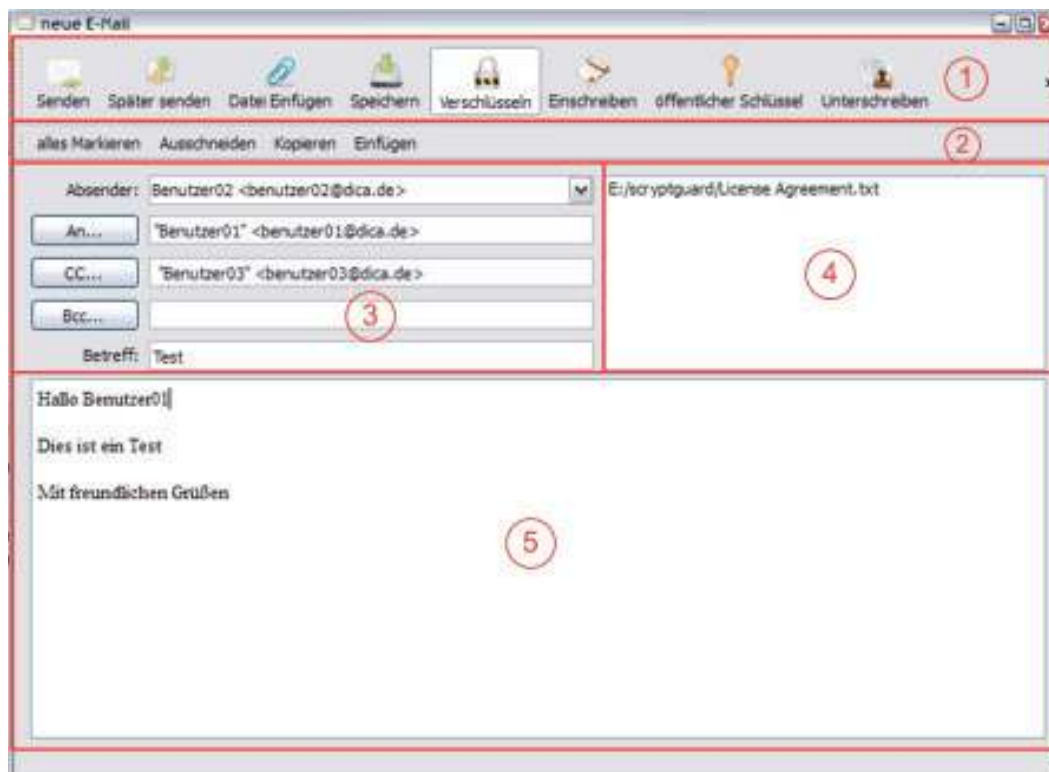 neue E-Mail
Senden Später senden Datei Einfügen Speichern Verschlüsseln Einschreiben öffentlicher Schlüssel Unterschreiben
1
alles Markieren Ausschneiden Kopieren Einfügen
2
Absender: Benutzer02 <benutzer02@dica.de>
E:/scryptguard/License Agreement.txt
An... "Benutzer01" <benutzer01@dica.de>
CC... "Benutzer03" <benutzer03@dica.de>
4
Bcc...
3
Betreff: Test
Hallo Benutzer01
Dies ist ein Test
Mit freundlichen Grüßen
5